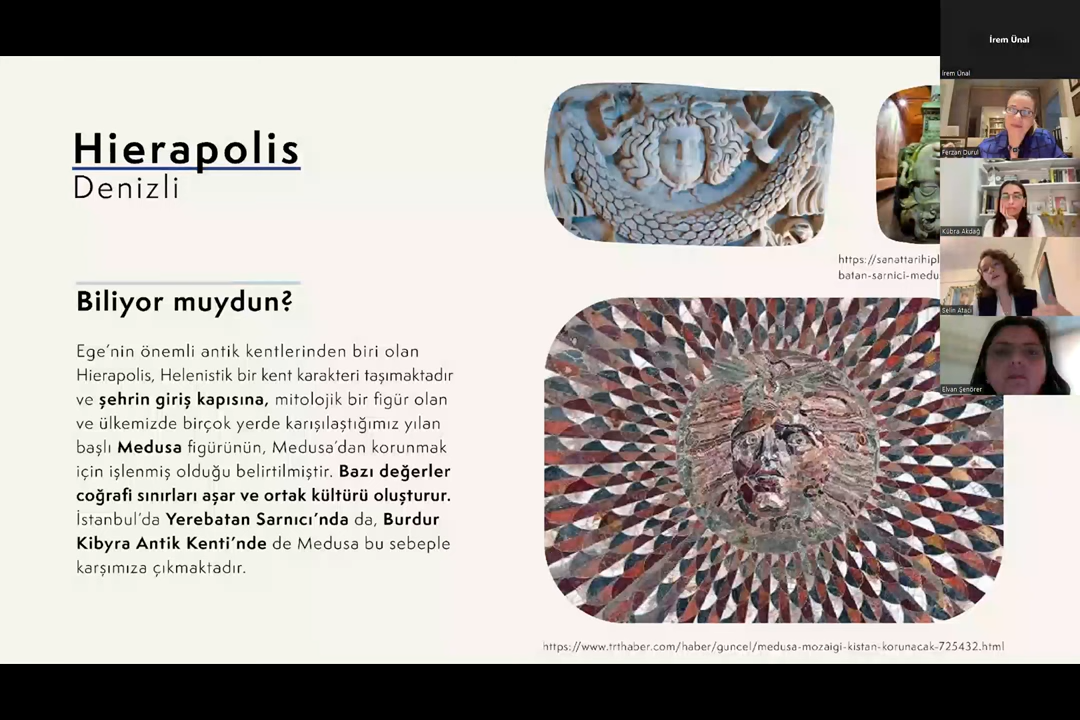 Hierapolis
Denizli
Biliyor muydun?
Ege'nin önemli antik kentlerinden biri olan
Hierapolis, Helenistik bir kent karakteri taşımaktadır
ve şehrin giriş kapısına, mitolojik bir figür olan
ve ülkemizde birçok yerde karışılaştığımız yılan
başlı Medusa figürünün, Medusa'dan korunmak
için işlenmiş olduğu belirtilmiştir. Bazı değerler
coğrafi sınırları aşar ve ortak kültürü oluşturur.
İstanbul'da Yerebatan Sarnıcı'nda da, Burdur
Kibyra Antik Kenti'nde de Medusa bu sebeple
karşımıza çıkmaktadır.
https://sanattarihipl
batan-sarnici-medu
https://www.trthaber.com/haber/guncel/medusa-mozaigi-kistan-korunacak-725432.html
İrem Ünal
İrem Ünal
Ferzan Durul
Kübra Akdağ
Selin Atacı
Elvan Şenörer